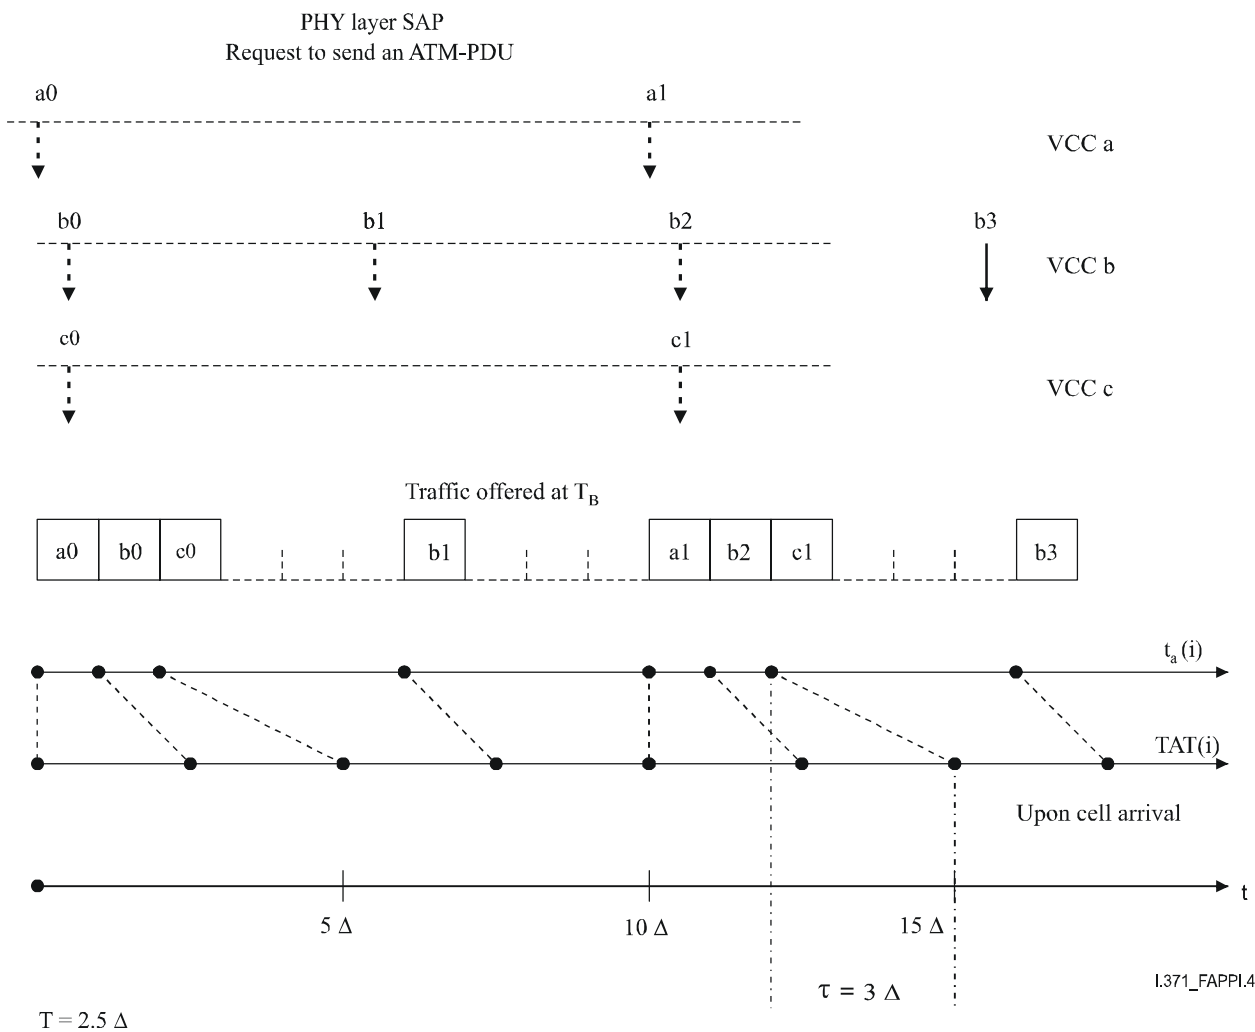 PHY layer SAP
Request to send an ATM-PDU
a0 a1
VCC a
b0 b1 b2 b3
VCC b
c0 c1
VCC c
Traffic offered at T_B
a0 b0 c0 b1 a1 b2 c1 b3
t_a (i)
TAT(i)
Upon cell arrival
t
5 Δ 10 Δ 15 Δ
τ = 3 Δ
I.371_FAPPI.4
T = 2.5 Δ